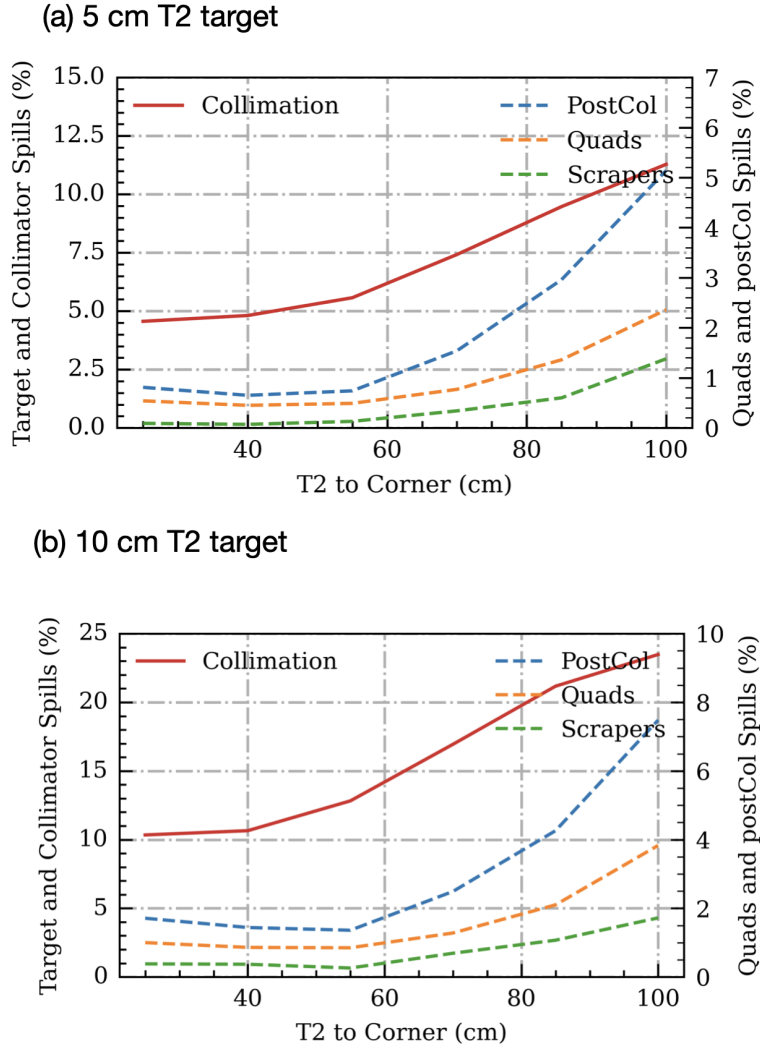 (a) 5 cm T2 target
Target and Collimator Spills (%)
15.0
12.5
10.0
7.5
5.0
2.5
0.0
Collimation
PostCol
Quads
Scrapers
7
6
5
4
3
2
1
0
Quads and postCol Spills (%)
40
60
80
100
T2 to Corner (cm)
(b) 10 cm T2 target
Target and Collimator Spills (%)
25
20
15
10
5
0
Collimation
PostCol
Quads
Scrapers
10
8
6
4
2
0
Quads and postCol Spills (%)
40
60
80
100
T2 to Corner (cm)